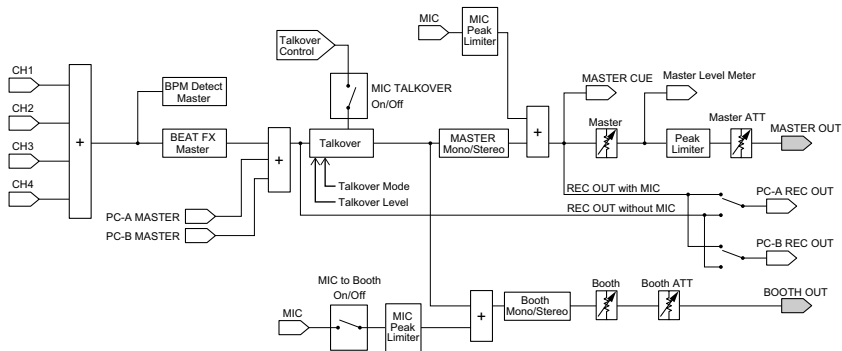 CH1
CH2
CH3
CH4
+
BPM Detect
Master
BEAT FX
Master
PC-A MASTER
PC-B MASTER
+
Talkover
Control
MIC TALKOVER
On/Off
Talkover
Talkover Mode
Talkover Level
MIC
MIC
Peak
Limiter
MASTER
Mono/Stereo
+
MASTER CUE
Master Level Meter
Master
Peak
Limiter
Master ATT
MASTER OUT
REC OUT with MIC
REC OUT without MIC
PC-A REC OUT
PC-B REC OUT
MIC to Booth
On/Off
MIC
MIC
Peak
Limiter
+
Booth
Mono/Stereo
Booth
Booth ATT
BOOTH OUT